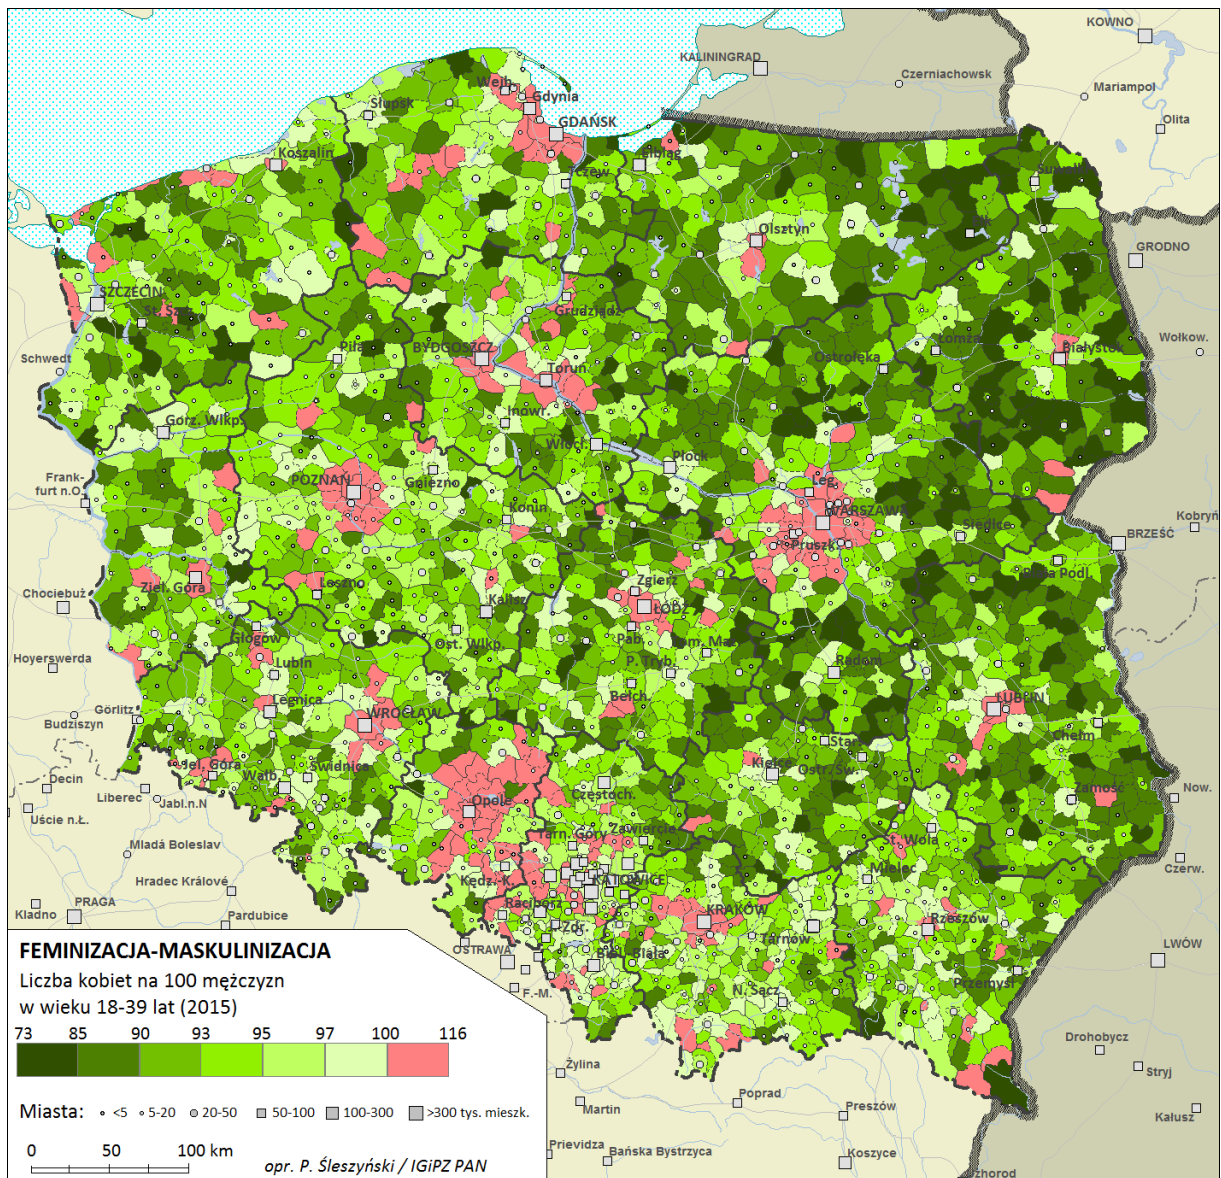 KOWNO
KALININGRAD
Czerniachowsk
Mariampol
Olita
Wejh.
Gdynia
Słupsk
GDAŃSK
Koszalin
Elbląg
Tczew
Suwałki
Olsztyn
GRODNO
SZCZECIN
St. Szcz.
Grudziądz
Wołkow.
Schwedt
Piła
BYDGOSZCZ
Ostrołęka
Łomża
Białystok
Toruń
Gorz. Wlkp.
Inowr.
Włocł.
Płock
Frank-
furt n.O.
POZNAŃ
Gniezno
Leg.
Konin
WARSZAWA
Siedlce
Kobryń
BRZEŚĆ
Pruszk.
Biała Podl.
Chociebuż
Ziel. Góra
Leszno
Zgierz
Kalisz
ŁÓDŹ
Głogów
Ost. Wlkp.
Pab.
Tom. Maz.
Hoyerswerda
Lubin
P. Tryb.
Radom
Legnica
Bełch.
LUBLIN
Görlitz
WROCŁAW
Budziszyn
Chełm
Star.
Jel. Góra
Świdnica
Kielce
Ostr. Św.
Decin
Wałb.
Liberec
Jabl.n.N
Opole
Częstoch.
Zamość
Now.
Uście n.Ł.
Tarn. Góry
Zawiercie
St. Wola
Mladá Boleslav
Czerw.
Hradec Králové
Kędz.-K.
KATOWICE
Mielec
PRAGA
Kladno
Pardubice
Racibórz
KRAKÓW
Rzeszów
J. Zdr.
Tarnów
OSTRAWA
Biel.-Biała
LWÓW
F.-M.
N. Sącz
Przemyśl
FEMINIZACJA-MASKULINIZACJA
Liczba kobiet na 100 mężczyzn
w wieku 18-39 lat (2015)
73 85 90 93 95 97 100 116
Miasta: <5 5-20 20-50 50-100 100-300 >300 tys. mieszk.
0 50 100 km
opr. P. Śleszyński / IGiPZ PAN
Drohobycz
Żylina
Stryj
Poprad
Martin
Preszów
Kałusz
Prievidza
Bańska Bystrzyca
Koszyce
Użhorod